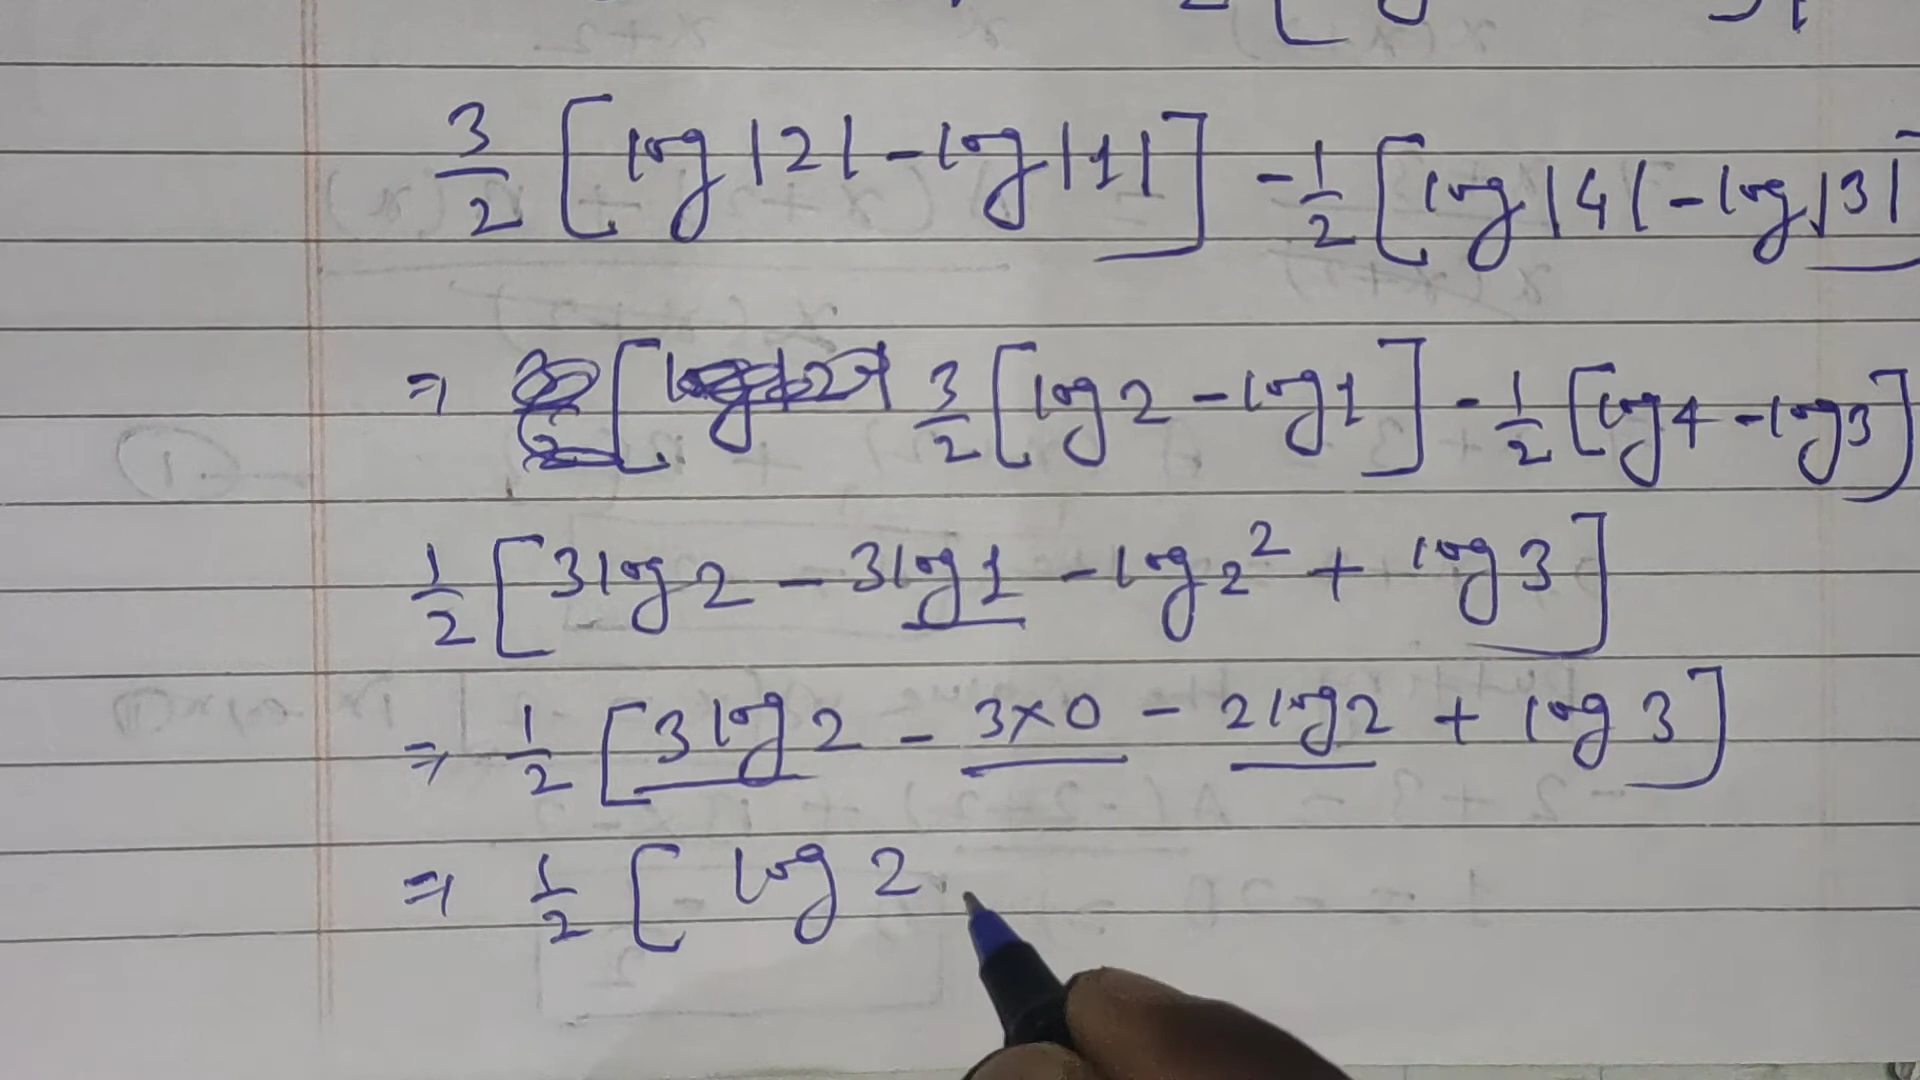 3/2 [log|2| - log|1|] - 1/2 [log|4| - log|3|
⇒ 3/2 [log 2 - log 1] - 1/2 [log 4 - log 3]
1/2 [3 log 2 - 3 log 1 - log 2² + log 3]
⇒ 1/2 [3 log 2 - 3×0 - 2 log 2 + log 3]
⇒ 1/2 [ log 2